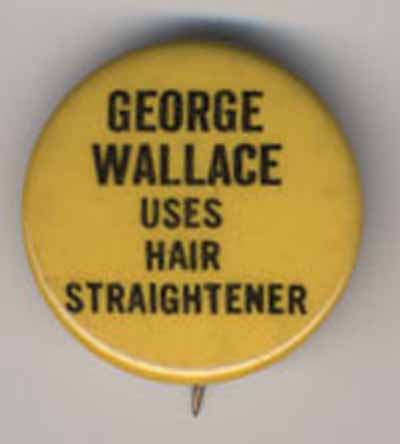 GEORGE
WALLACE
USES
HAIR
STRAIGHTENER